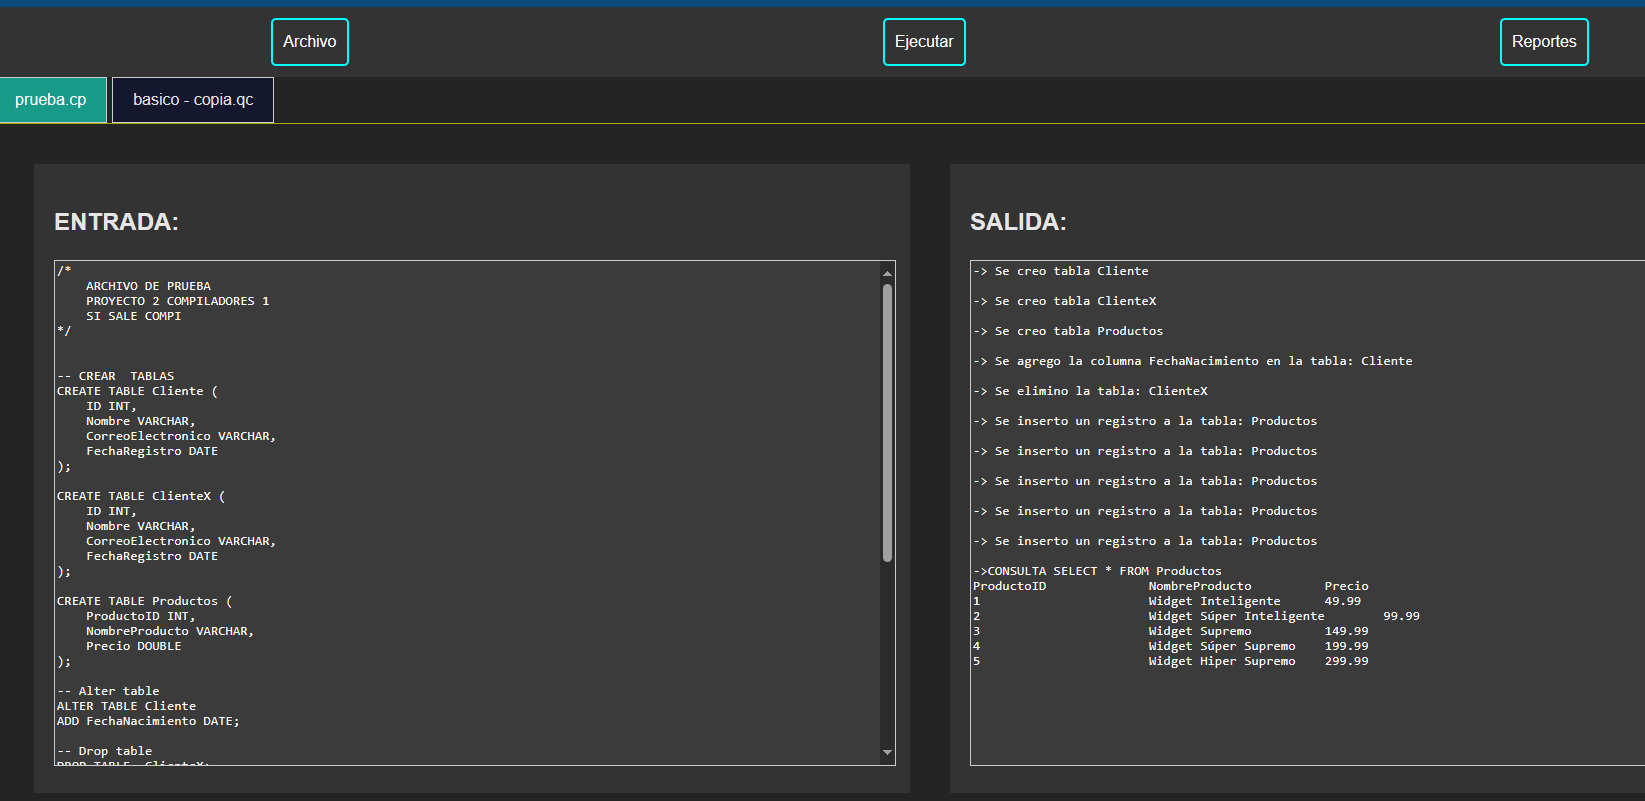 Archivo
Ejecutar
Reportes
prueba.cp
basico - copia.qc
ENTRADA:
/*
    ARCHIVO DE PRUEBA
    PROYECTO 2 COMPILADORES 1
    SI SALE COMPI
*/
-- CREAR  TABLAS
CREATE TABLE Cliente (
    ID INT,
    Nombre VARCHAR,
    CorreoElectronico VARCHAR,
    FechaRegistro DATE
);
CREATE TABLE ClienteX (
    ID INT,
    Nombre VARCHAR,
    CorreoElectronico VARCHAR,
    FechaRegistro DATE
);
CREATE TABLE Productos (
    ProductoID INT,
    NombreProducto VARCHAR,
    Precio DOUBLE
);
-- Alter table
ALTER TABLE Cliente
ADD FechaNacimiento DATE;
-- Drop table
DROP TABLE  ClienteX;
SALIDA:
-> Se creo tabla Cliente
-> Se creo tabla ClienteX
-> Se creo tabla Productos
-> Se agrego la columna FechaNacimiento en la tabla: Cliente
-> Se elimino la tabla: ClienteX
-> Se inserto un registro a la tabla: Productos
-> Se inserto un registro a la tabla: Productos
-> Se inserto un registro a la tabla: Productos
-> Se inserto un registro a la tabla: Productos
-> Se inserto un registro a la tabla: Productos
->CONSULTA SELECT * FROM Productos
ProductoID              NombreProducto          Precio
1                       Widget Inteligente      49.99
2                       Widget Súper Inteligente        99.99
3                       Widget Supremo          149.99
4                       Widget Súper Supremo    199.99
5                       Widget Hiper Supremo    299.99